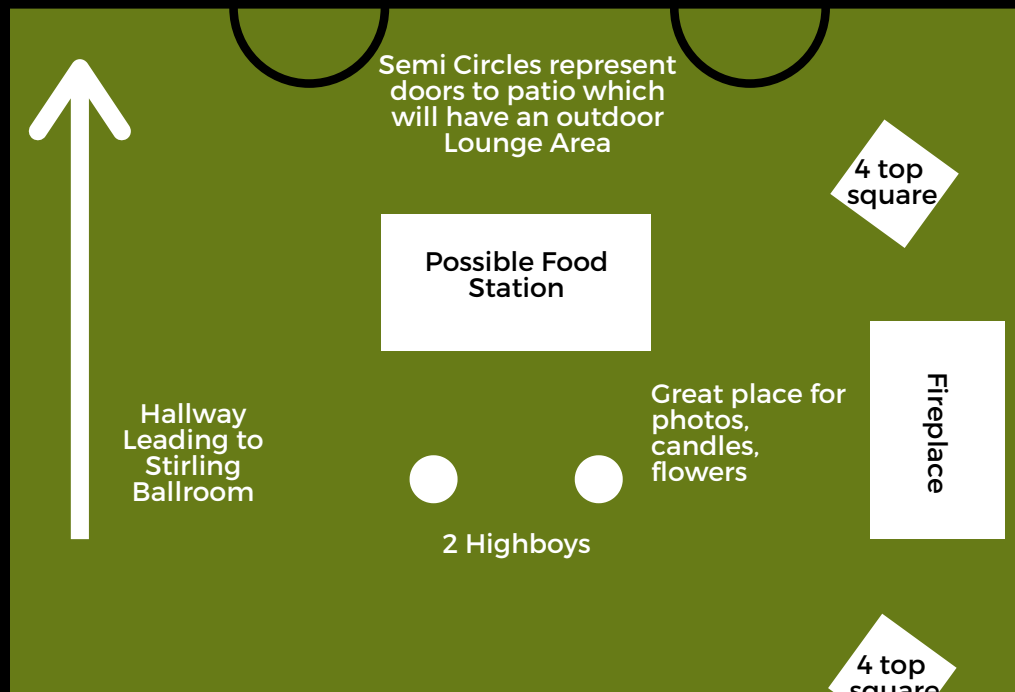 Semi Circles represent
doors to patio which
will have an outdoor
Lounge Area
4 top
square
Possible Food
Station
Fireplace
Great place for
photos,
candles,
flowers
Hallway
Leading to
Stirling
Ballroom
2 Highboys
4 top
square